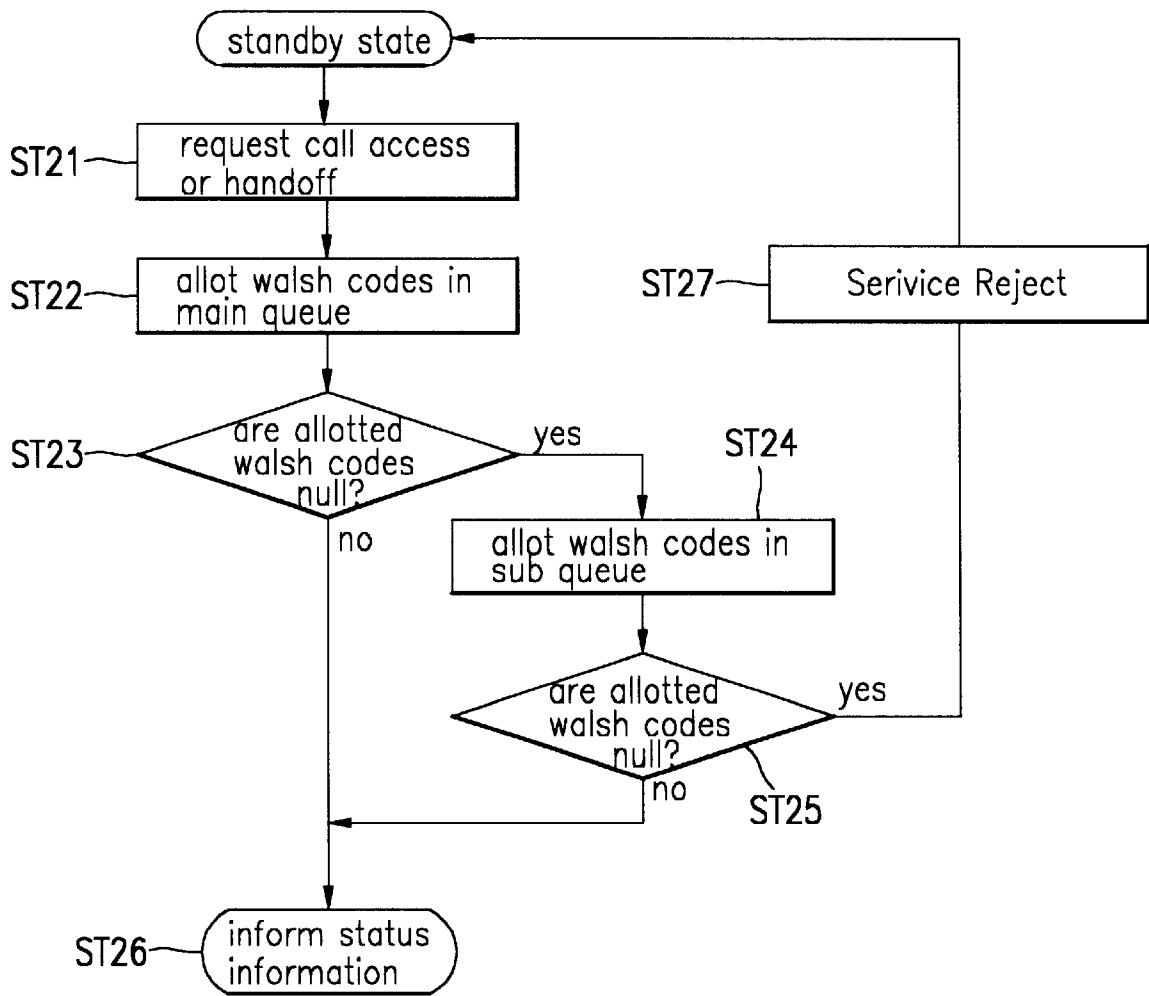 standby state
ST21
request call access
or handoff
ST22
allot walsh codes in
main queue
ST27
Serivice Reject
ST23
are allotted
walsh codes
null?
yes
no
ST24
allot walsh codes in
sub queue
are allotted
walsh codes
null?
yes
no
ST25
ST26
inform status
information